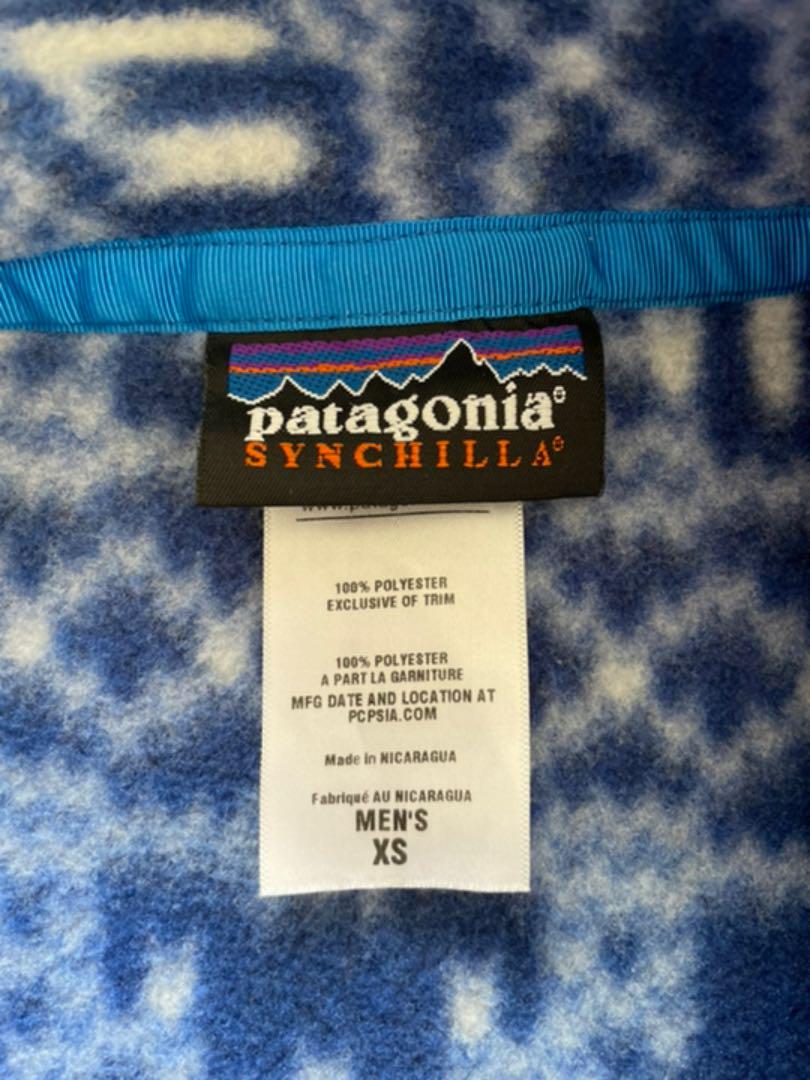 patagonia®
SYNCHILLA®
100% POLYESTER
EXCLUSIVE OF TRIM
100% POLYESTER
A PART LA GARNITURE
MFG DATE AND LOCATION AT
PCPSIA.COM
Made in NICARAGUA
Fabriqué AU NICARAGUA
MEN'S
XS